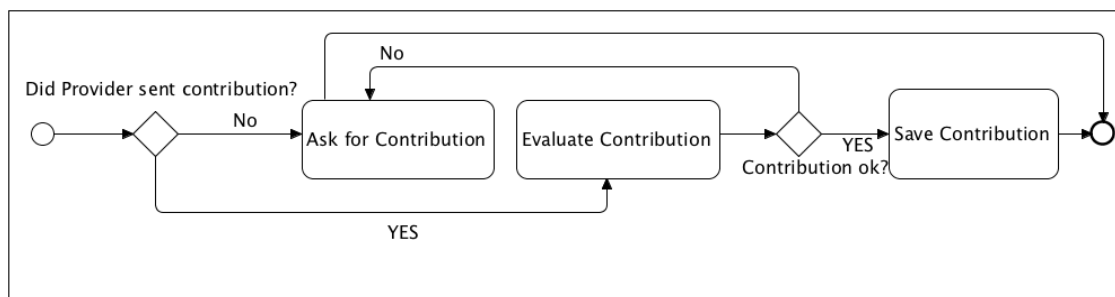 No
Did Provider sent contribution?
No
Ask for Contribution
Evaluate Contribution
YES
Save Contribution
Contribution ok?
YES